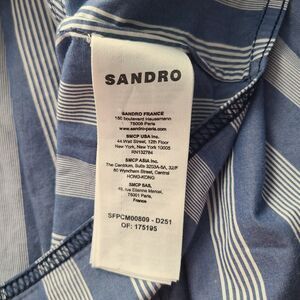 SANDRO
SANDRO FRANCE
150 boulevard Haussmann
75008 Paris
www.sandro-paris.com
SMCP USA Inc.
44 Wall Street, 12th Floor
New York, New York 10005
RN132784
SMCP ASIA Inc.
The Centrium, Suite 3203A-5A, 32/F
60 Wyndham Street, Central
HONG-KONG
SMCP SAS,
49, rue Etienne Marcel,
75001 Paris,
France
SFPCM00809 - D251
OF: 175195